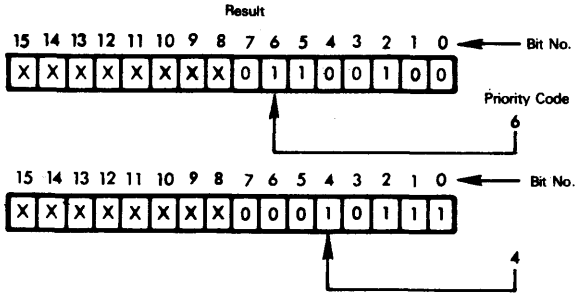 Result
15 14 13 12 11 10 9 8 7 6 5 4 3 2 1 0 Bit No.
X X X X X X X X 0 1 1 0 0 1 0 0
Priority Code
6
15 14 13 12 11 10 9 8 7 6 5 4 3 2 1 0 Bit No.
X X X X X X X X 0 0 0 1 0 1 1 1
4